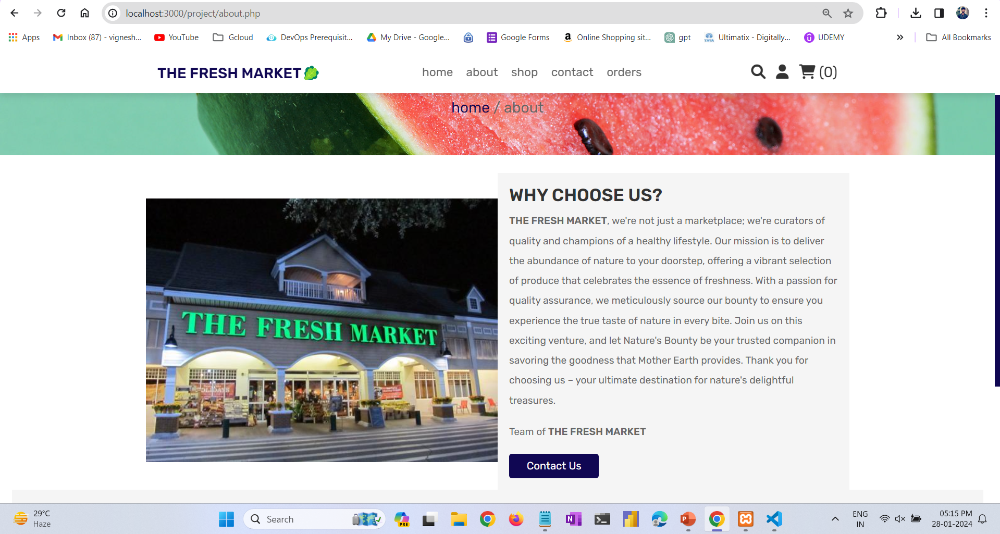 localhost:3000/project/about.php
Apps
Inbox (87) - vignesh...
YouTube
Gcloud
DevOps Prerequisit...
My Drive - Google...
Google Forms
Online Shopping sit...
gpt
Ultimatix - Digitally...
UDEMY
»
All Bookmarks
THE FRESH MARKET
home
about
shop
contact
orders
(0)
home / about
WHY CHOOSE US?
THE FRESH MARKET, we're not just a marketplace; we're curators of
quality and champions of a healthy lifestyle. Our mission is to deliver
the abundance of nature to your doorstep, offering a vibrant selection
of produce that celebrates the essence of freshness. With a passion for
quality assurance, we meticulously source our bounty to ensure you
experience the true taste of nature in every bite. Join us on this
exciting venture, and let Nature's Bounty be your trusted companion in
savoring the goodness that Mother Earth provides. Thank you for
choosing us – your ultimate destination for nature's delightful
treasures.
Team of THE FRESH MARKET
Contact Us
THE FRESH MARKET
HOLIDAYS
29°C
Haze
Search
PRE
ENG
IN
05:15 PM
28-01-2024